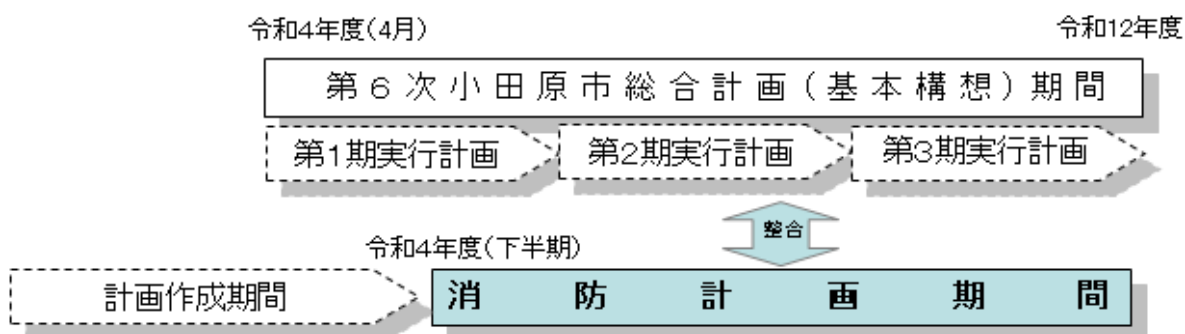 令和4年度(4月) 令和12年度
第6次小田原市総合計画(基本構想)期間
第1期実行計画 第2期実行計画 第3期実行計画
整合
令和4年度(下半期)
計画作成期間 消防計画期間